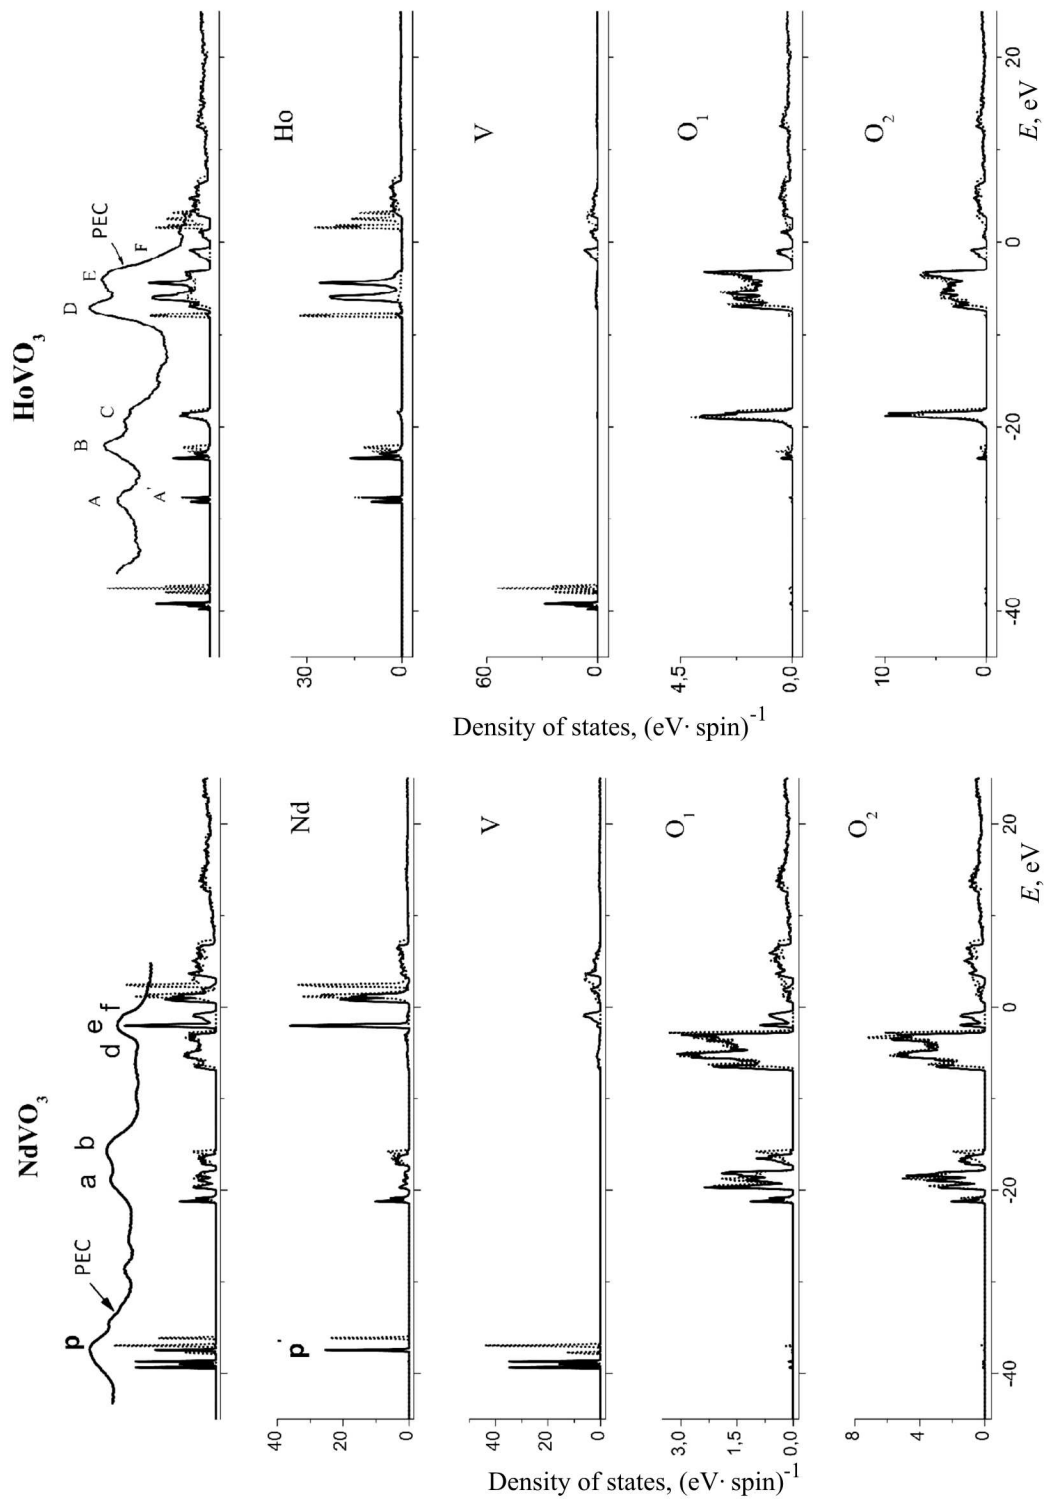 NdVO3
p
PEC
a
b
d
e
f
40
20
0
p'
Nd
40
20
0
V
3,0
1,5
0,0
O1
8
4
0
O2
-40
-20
0
20
E, eV
Density of states, (eV· spin)-1
HoVO3
A
A'
B
C
D
E
F
PEC
30
0
Ho
60
0
V
4,5
0,0
O1
10
0
O2
-40
-20
0
20
E, eV
Density of states, (eV· spin)-1